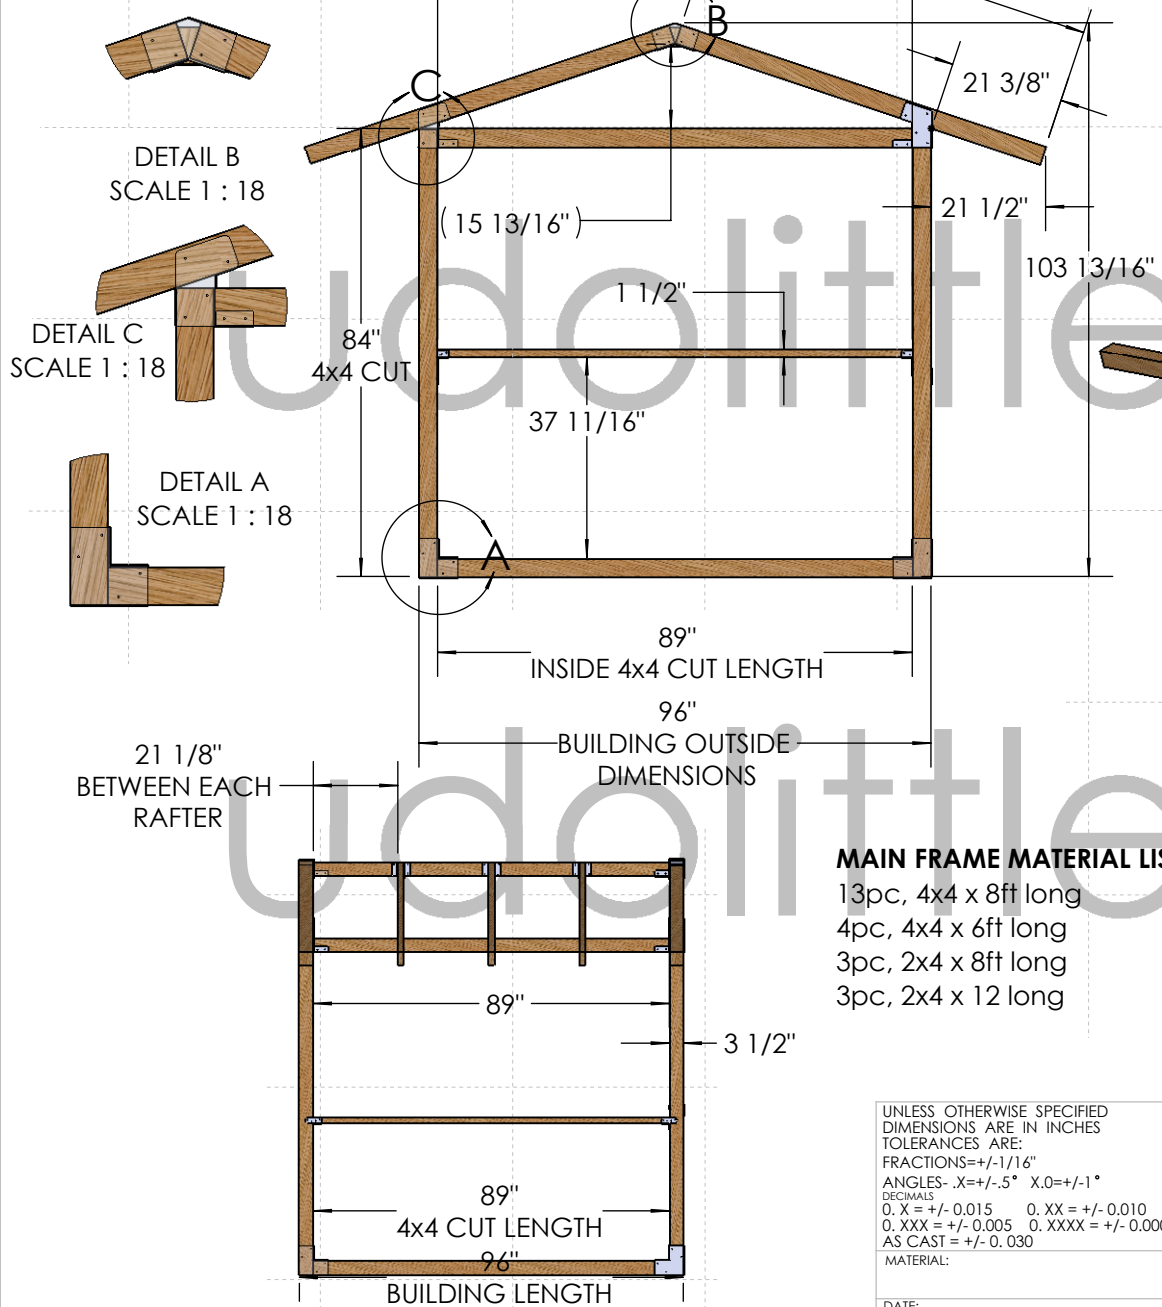 B
C
21 3/8"
DETAIL B
SCALE 1 : 18
(15 13/16")
21 1/2"
103 13/16"
1 1/2"
udolittle
DETAIL C
SCALE 1 : 18
84"
4x4 CUT
37 11/16"
DETAIL A
SCALE 1 : 18
A
89"
INSIDE 4x4 CUT LENGTH
96"
BUILDING OUTSIDE
DIMENSIONS
21 1/8"
BETWEEN EACH
RAFTER
udolittle
MAIN FRAME MATERIAL LIS
13pc, 4x4 x 8ft long
4pc, 4x4 x 6ft long
3pc, 2x4 x 8ft long
3pc, 2x4 x 12 long
89"
3 1/2"
89"
4x4 CUT LENGTH
96"
BUILDING LENGTH
UNLESS OTHERWISE SPECIFIED
DIMENSIONS ARE IN INCHES
TOLERANCES ARE:
FRACTIONS=+/-1/16"
ANGLES- .X=+/-.5° X.0=+/-1°
DECIMALS
0. X = +/- 0.015 0. XX = +/- 0.010
0. XXX = +/- 0.005 0. XXXX = +/- 0.000
AS CAST = +/- 0. 030
MATERIAL:
DATE: